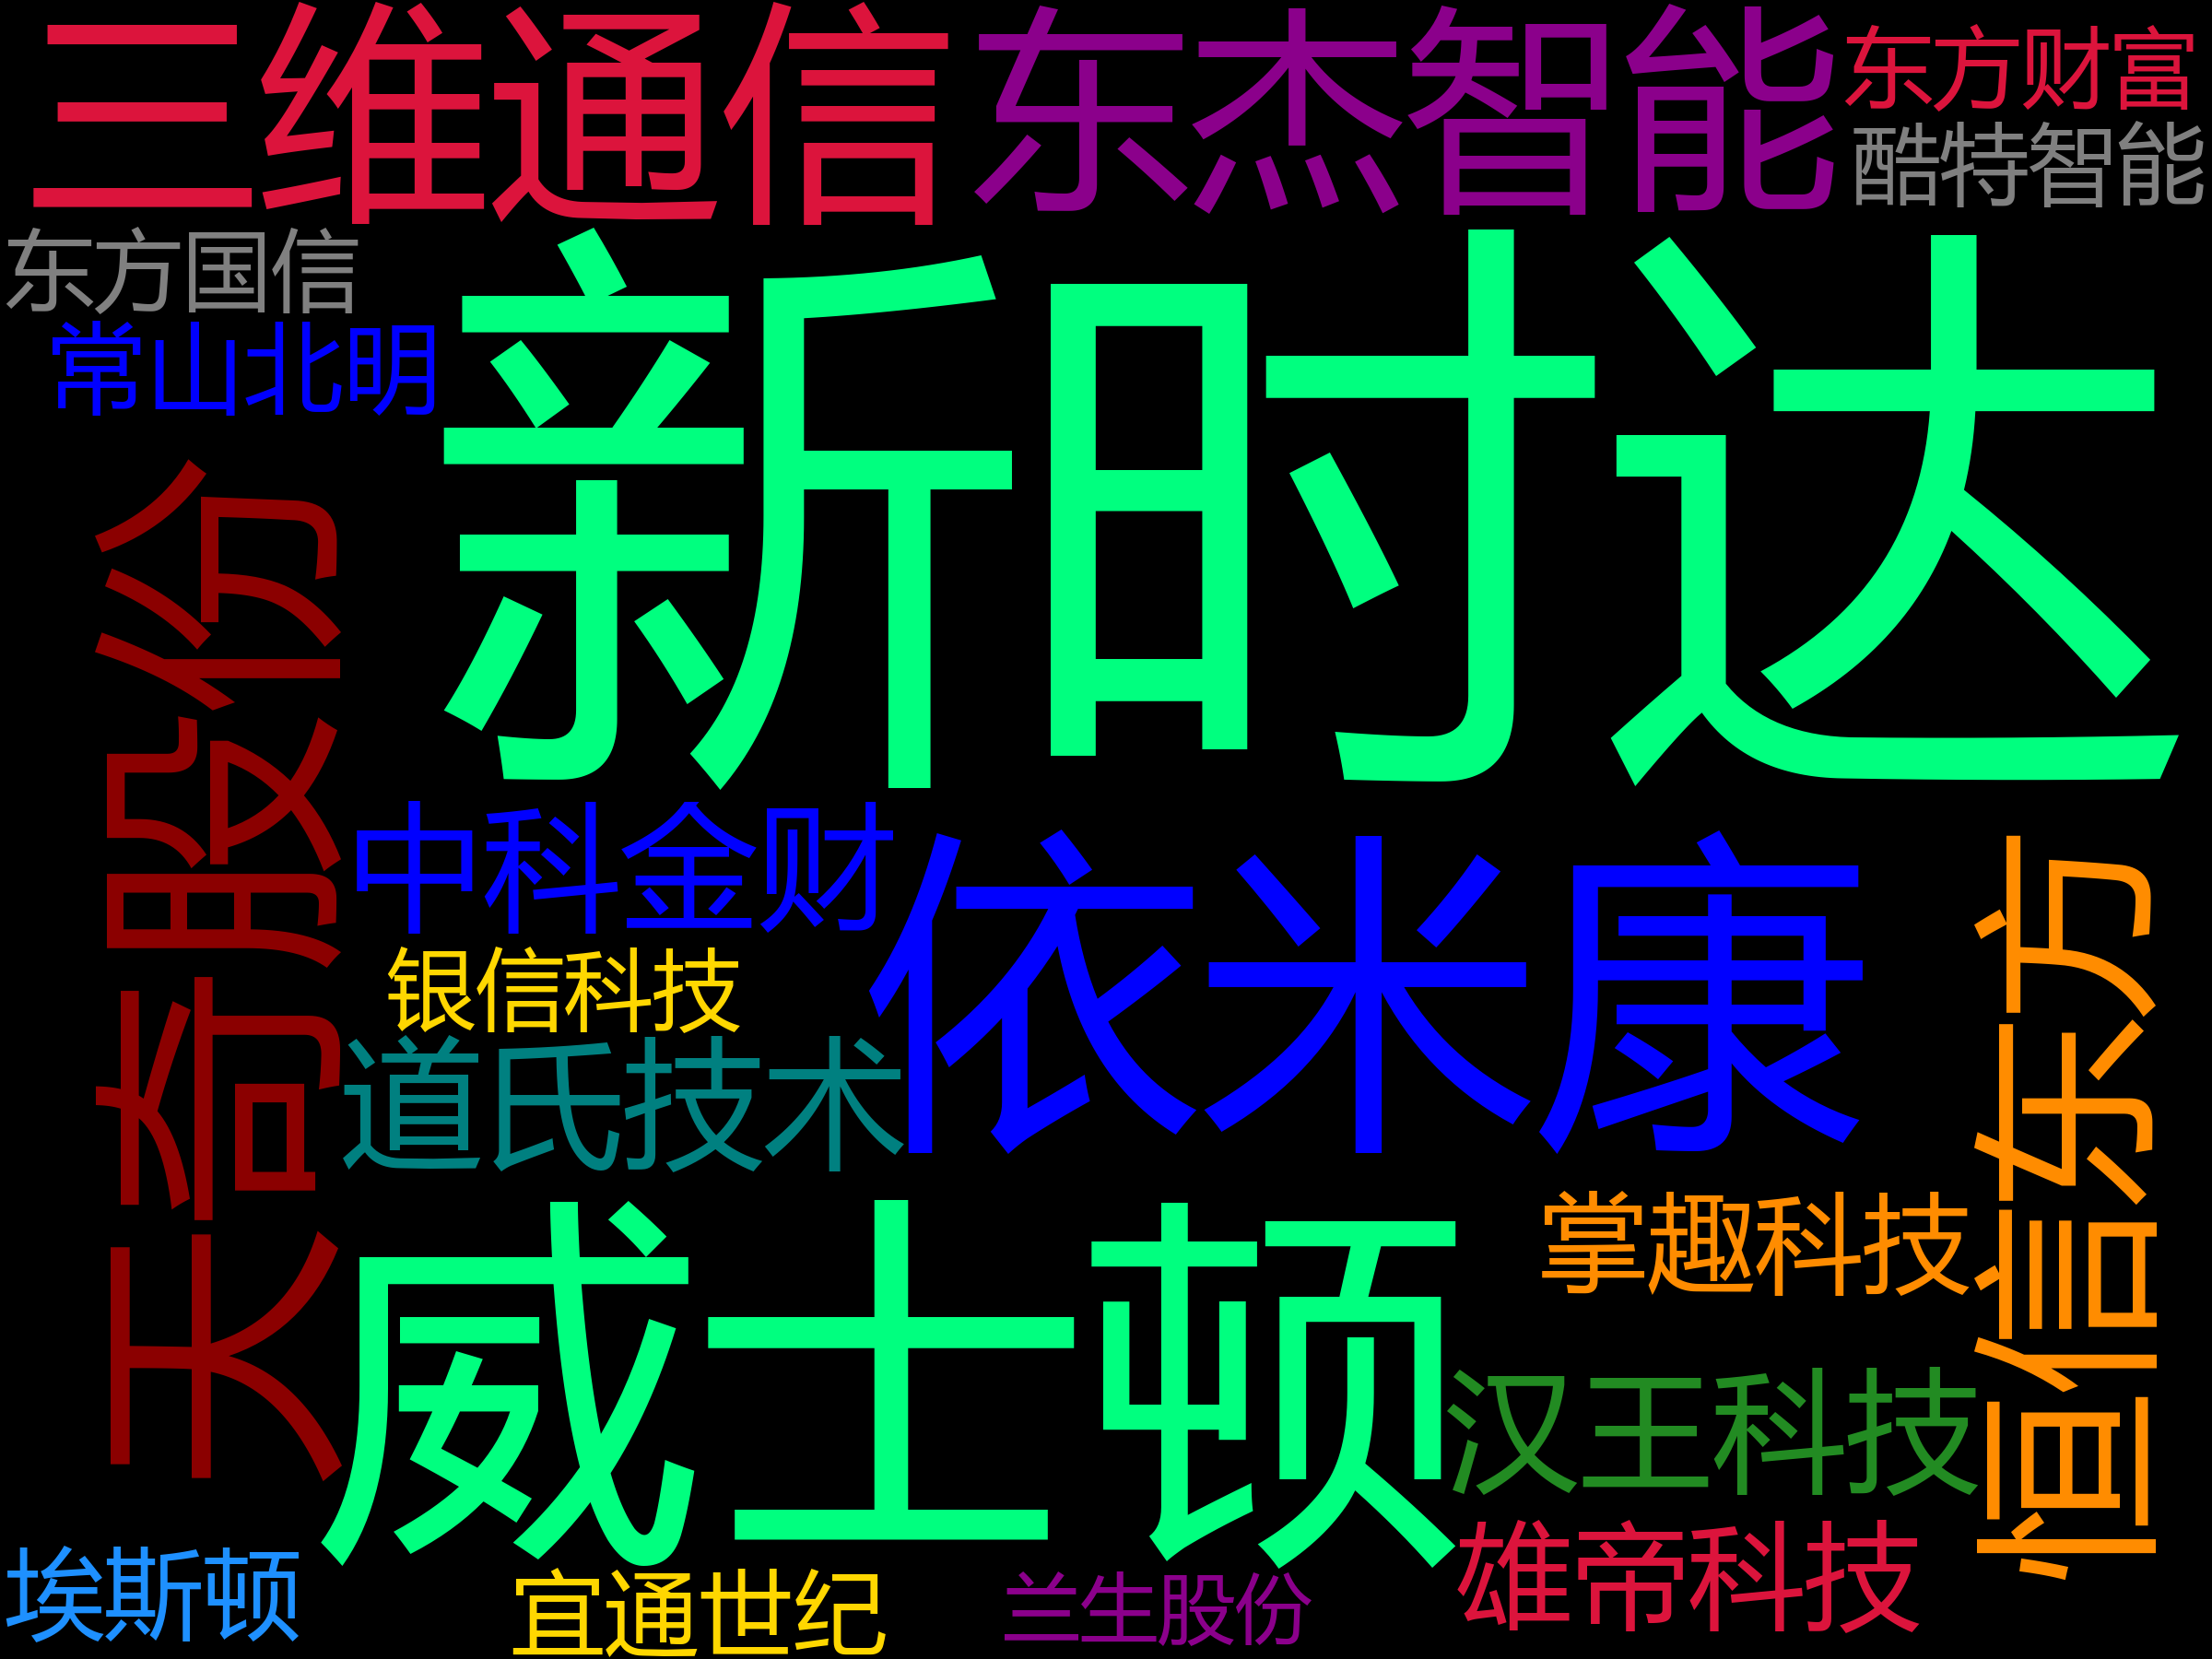 三维通信
东杰智能
东方财富
酷特智能
东方国信
常山北明
新时达
天奇股份
中科金财
依米康
恒信东方
银信科技
道氏技术
威士顿
掌趣科技
汉王科技
雄帝科技
埃斯顿
直通世纪
兰生股份